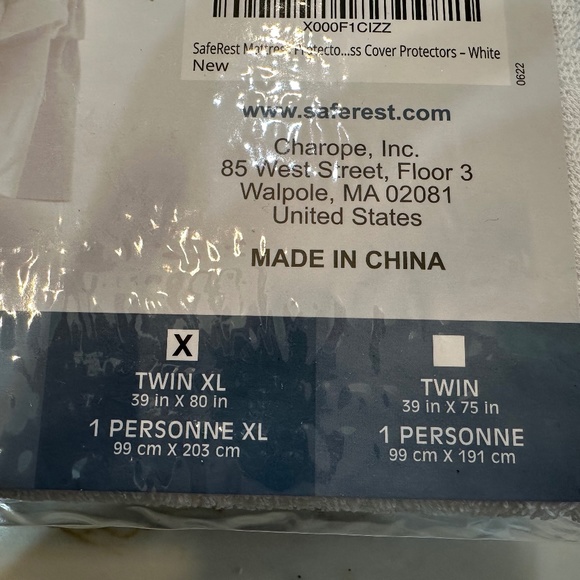 X000F1CIZZ
SafeRest Mattress Protecto...ss Cover Protectors – White
New
0622
www.saferest.com
Charope, Inc.
85 West Street, Floor 3
Walpole, MA 02081
United States
MADE IN CHINA
X
TWIN XL
39 in X 80 in
1 PERSONNE XL
99 cm X 203 cm
TWIN
39 in X 75 in
1 PERSONNE
99 cm X 191 cm